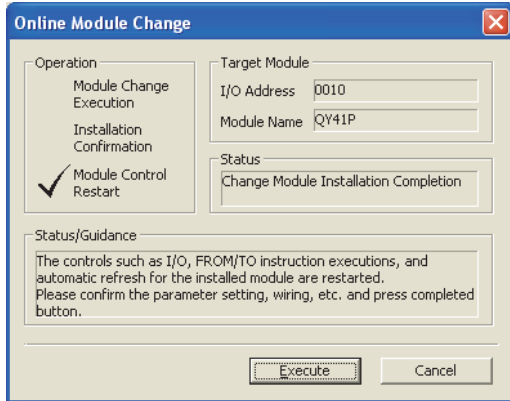 Online Module Change
Operation
Module Change
Execution
Installation
Confirmation
Module Control
Restart
Target Module
I/O Address 0010
Module Name QY41P
Status
Change Module Installation Completion
Status/Guidance
The controls such as I/O, FROM/TO instruction executions, and
automatic refresh for the installed module are restarted.
Please confirm the parameter setting, wiring, etc. and press completed
button.
Execute Cancel